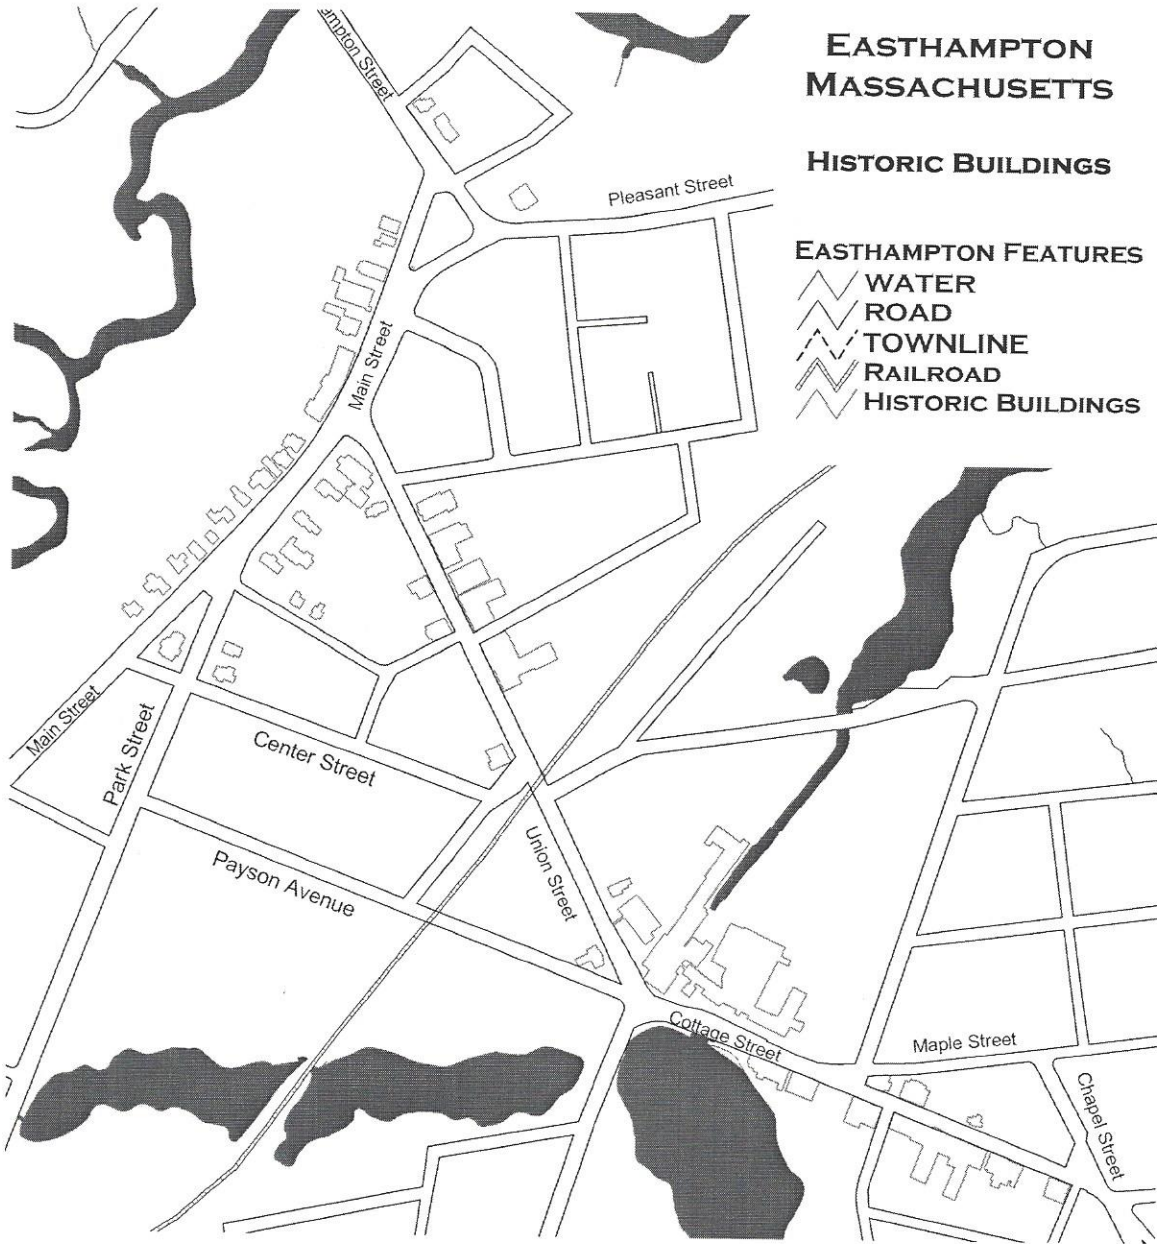 EASTHAMPTON
MASSACHUSETTS
HISTORIC BUILDINGS
EASTHAMPTON FEATURES
WATER
ROAD
TOWNLINE
RAILROAD
HISTORIC BUILDINGS
ampton Street
Pleasant Street
Main Street
Main Street
Park Street
Center Street
Payson Avenue
Union Street
Cottage Street
Maple Street
Chapel Street